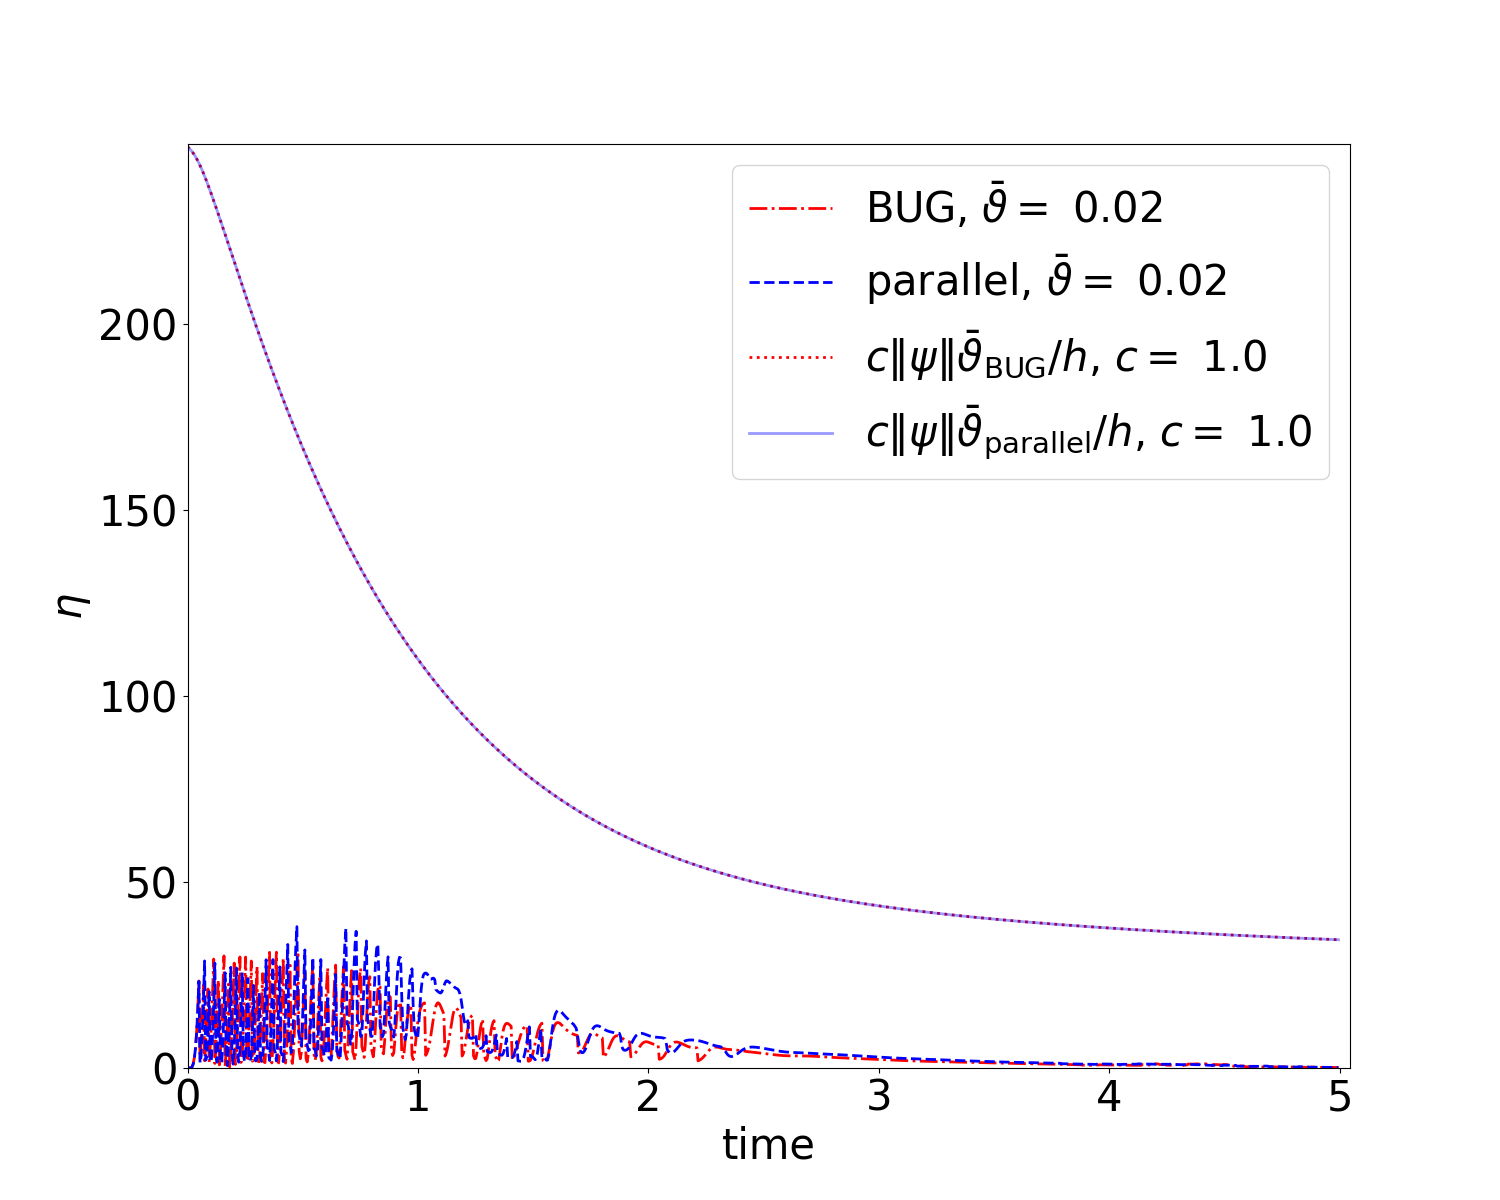 BUG, ϑ̄ = 0.02
parallel, ϑ̄ = 0.02
c‖ψ‖ϑ̄_BUG/h, c = 1.0
c‖ψ‖ϑ̄_parallel/h, c = 1.0
200
150
100
50
0
η
0 1 2 3 4 5
time